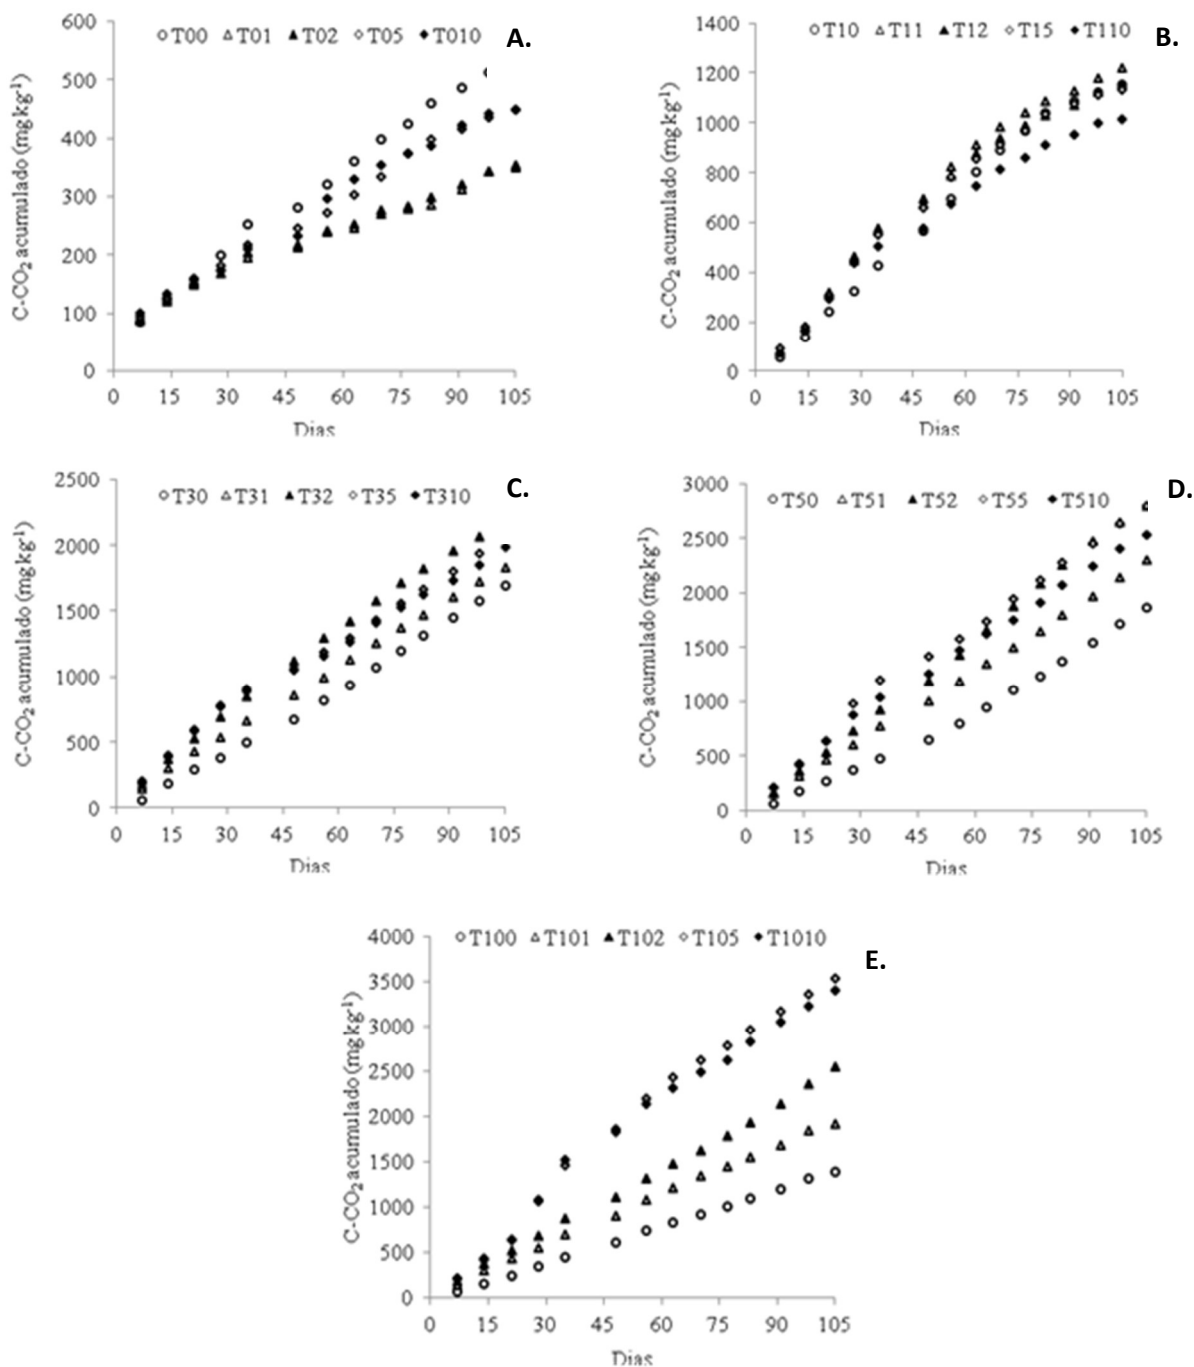 A.
T00 T01 T02 T05 T010
600
500
400
300
200
100
0
0 15 30 45 60 75 90 105
C-CO₂ acumulado (mg kg⁻¹)
Dias
B.
T10 T11 T12 T15 T110
1400
1200
1000
800
600
400
200
0
0 15 30 45 60 75 90 105
C-CO₂ acumulado (mg kg⁻¹)
Dias
C.
T30 T31 T32 T35 T310
2500
2000
1500
1000
500
0
0 15 30 45 60 75 90 105
C-CO₂ acumulado (mg kg⁻¹)
Dias
D.
T50 T51 T52 T55 T510
3000
2500
2000
1500
1000
500
0
0 15 30 45 60 75 90 105
C-CO₂ acumulado (mg kg⁻¹)
Dias
E.
T100 T101 T102 T105 T1010
4000
3500
3000
2500
2000
1500
1000
500
0
0 15 30 45 60 75 90 105
C-CO₂ acumulado (mg kg⁻¹)
Dias